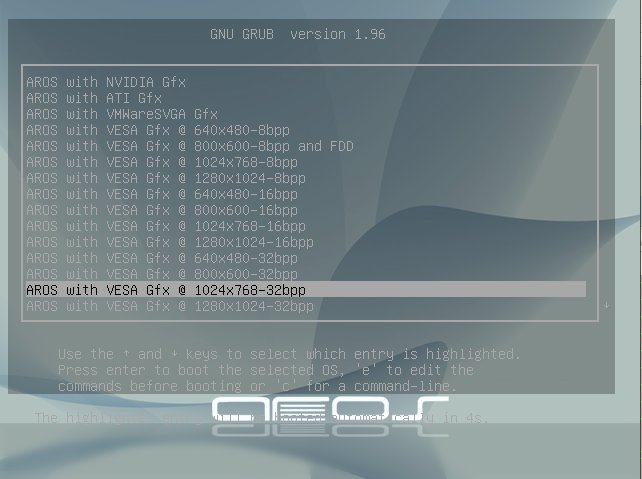 GNU GRUB version 1.96
AROS with NVIDIA Gfx
AROS with ATI Gfx
AROS with VMWareSVGA Gfx
AROS with VESA Gfx @ 640x480-8bpp
AROS with VESA Gfx @ 800x600-8bpp and FDD
AROS with VESA Gfx @ 1024x768-8bpp
AROS with VESA Gfx @ 1280x1024-8bpp
AROS with VESA Gfx @ 640x480-16bpp
AROS with VESA Gfx @ 800x600-16bpp
AROS with VESA Gfx @ 1024x768-16bpp
AROS with VESA Gfx @ 1280x1024-16bpp
AROS with VESA Gfx @ 640x480-32bpp
AROS with VESA Gfx @ 800x600-32bpp
AROS with VESA Gfx @ 1024x768-32bpp
AROS with VESA Gfx @ 1280x1024-32bpp
Use the ↑ and ↓ keys to select which entry is highlighted.
Press enter to boot the selected OS, 'e' to edit the
commands before booting or 'c' for a command-line.
The highlighted entry will be booted automatically in 4s.
AROS